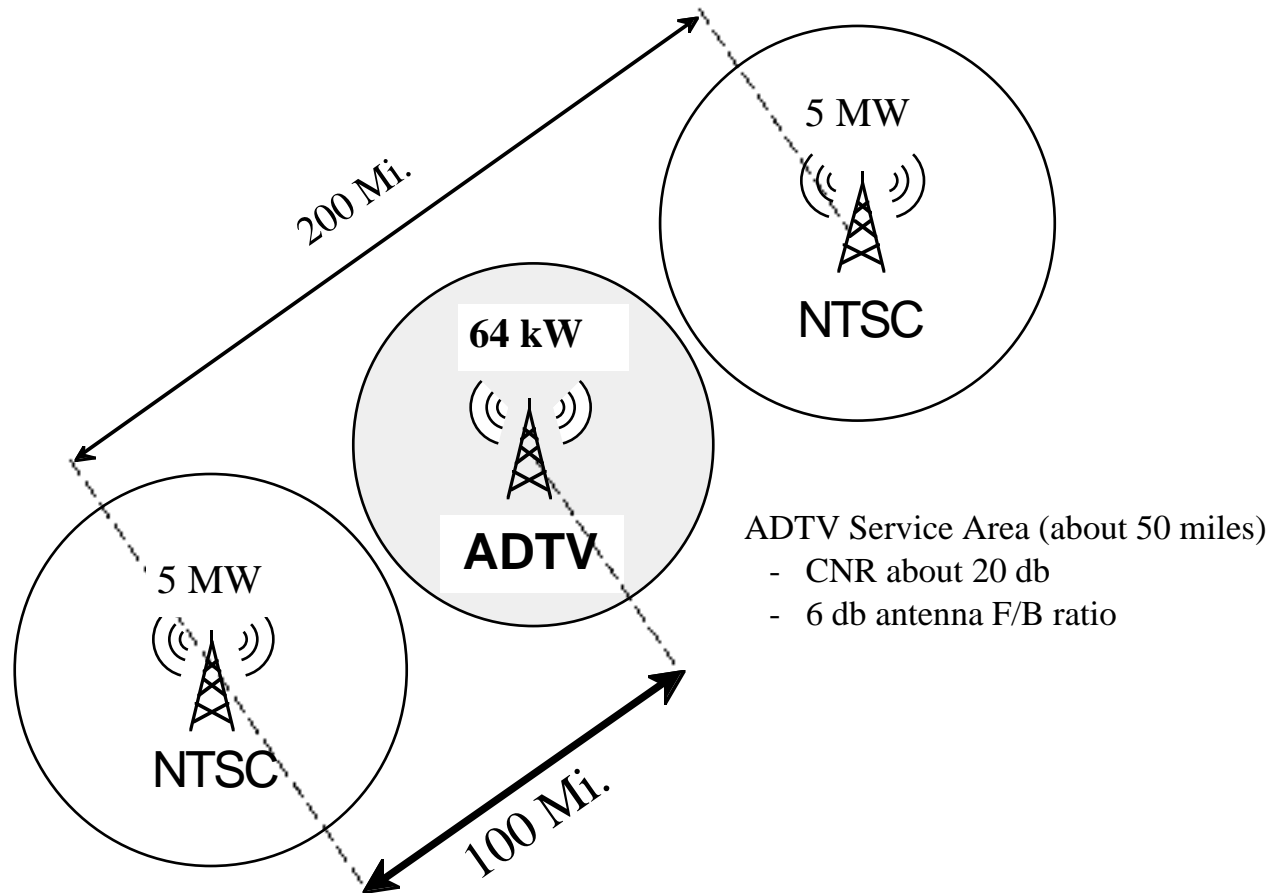 5 MW
200 Mi.
NTSC
64 kW
ADTV
ADTV Service Area (about 50 miles)
- CNR about 20 db
- 6 db antenna F/B ratio
5 MW
NTSC
100 Mi.